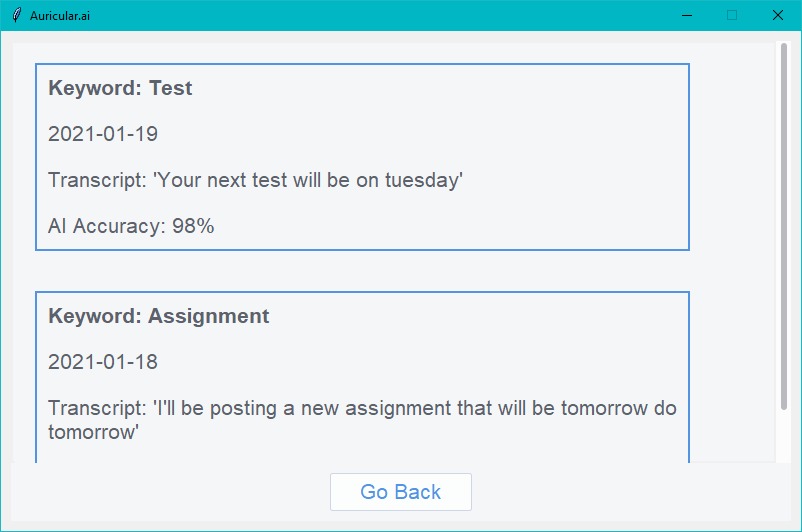 Auricular.ai
Keyword: Test
2021-01-19
Transcript: 'Your next test will be on tuesday'
AI Accuracy: 98%
Keyword: Assignment
2021-01-18
Transcript: 'I'll be posting a new assignment that will be tomorrow do
tomorrow'
Go Back